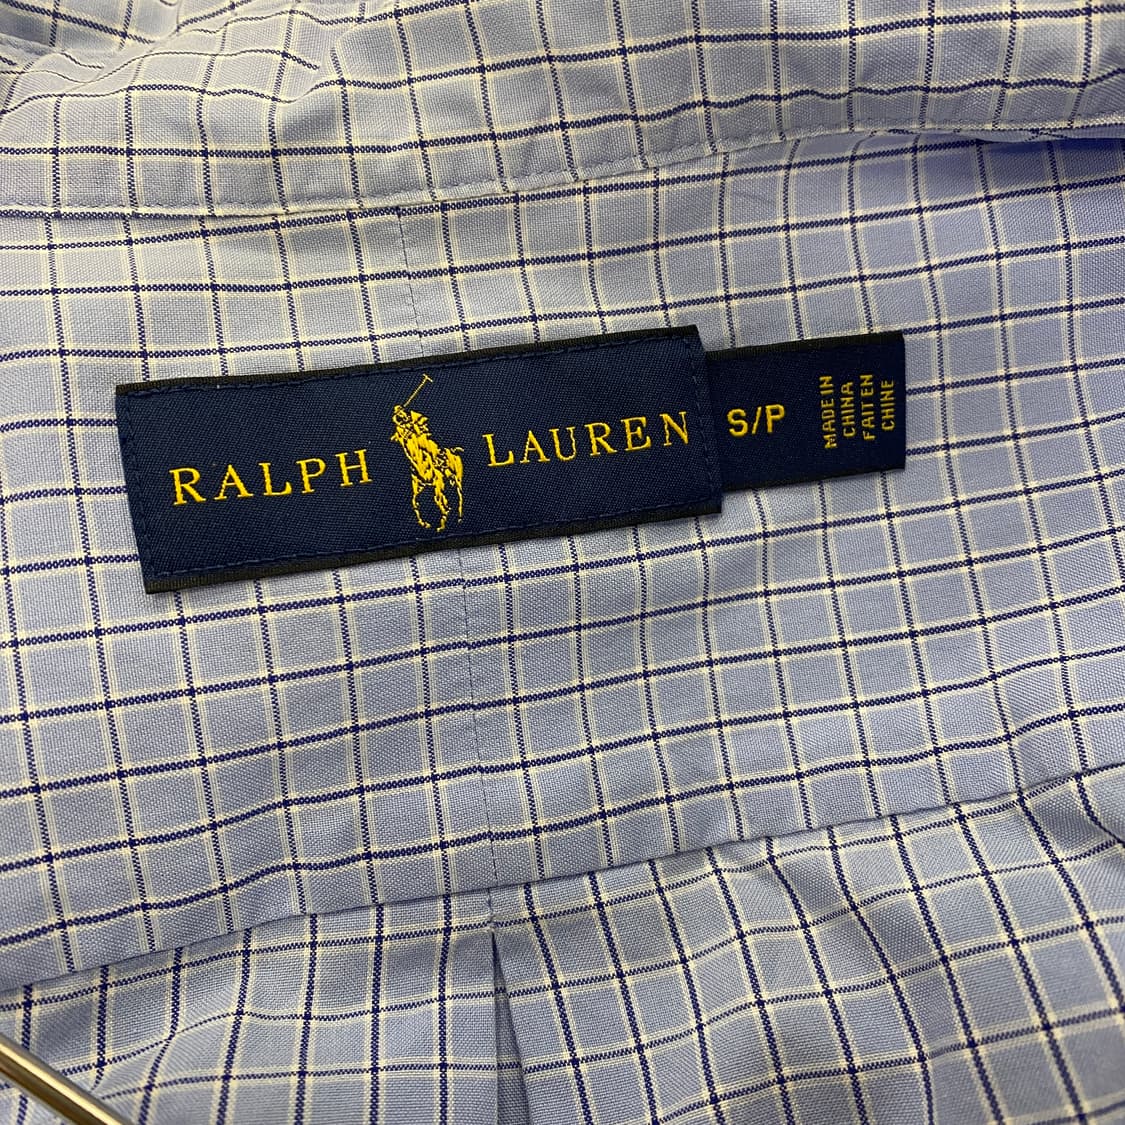 RALPH LAUREN
S/P
MADE IN
CHINA
FAIT EN
CHINE